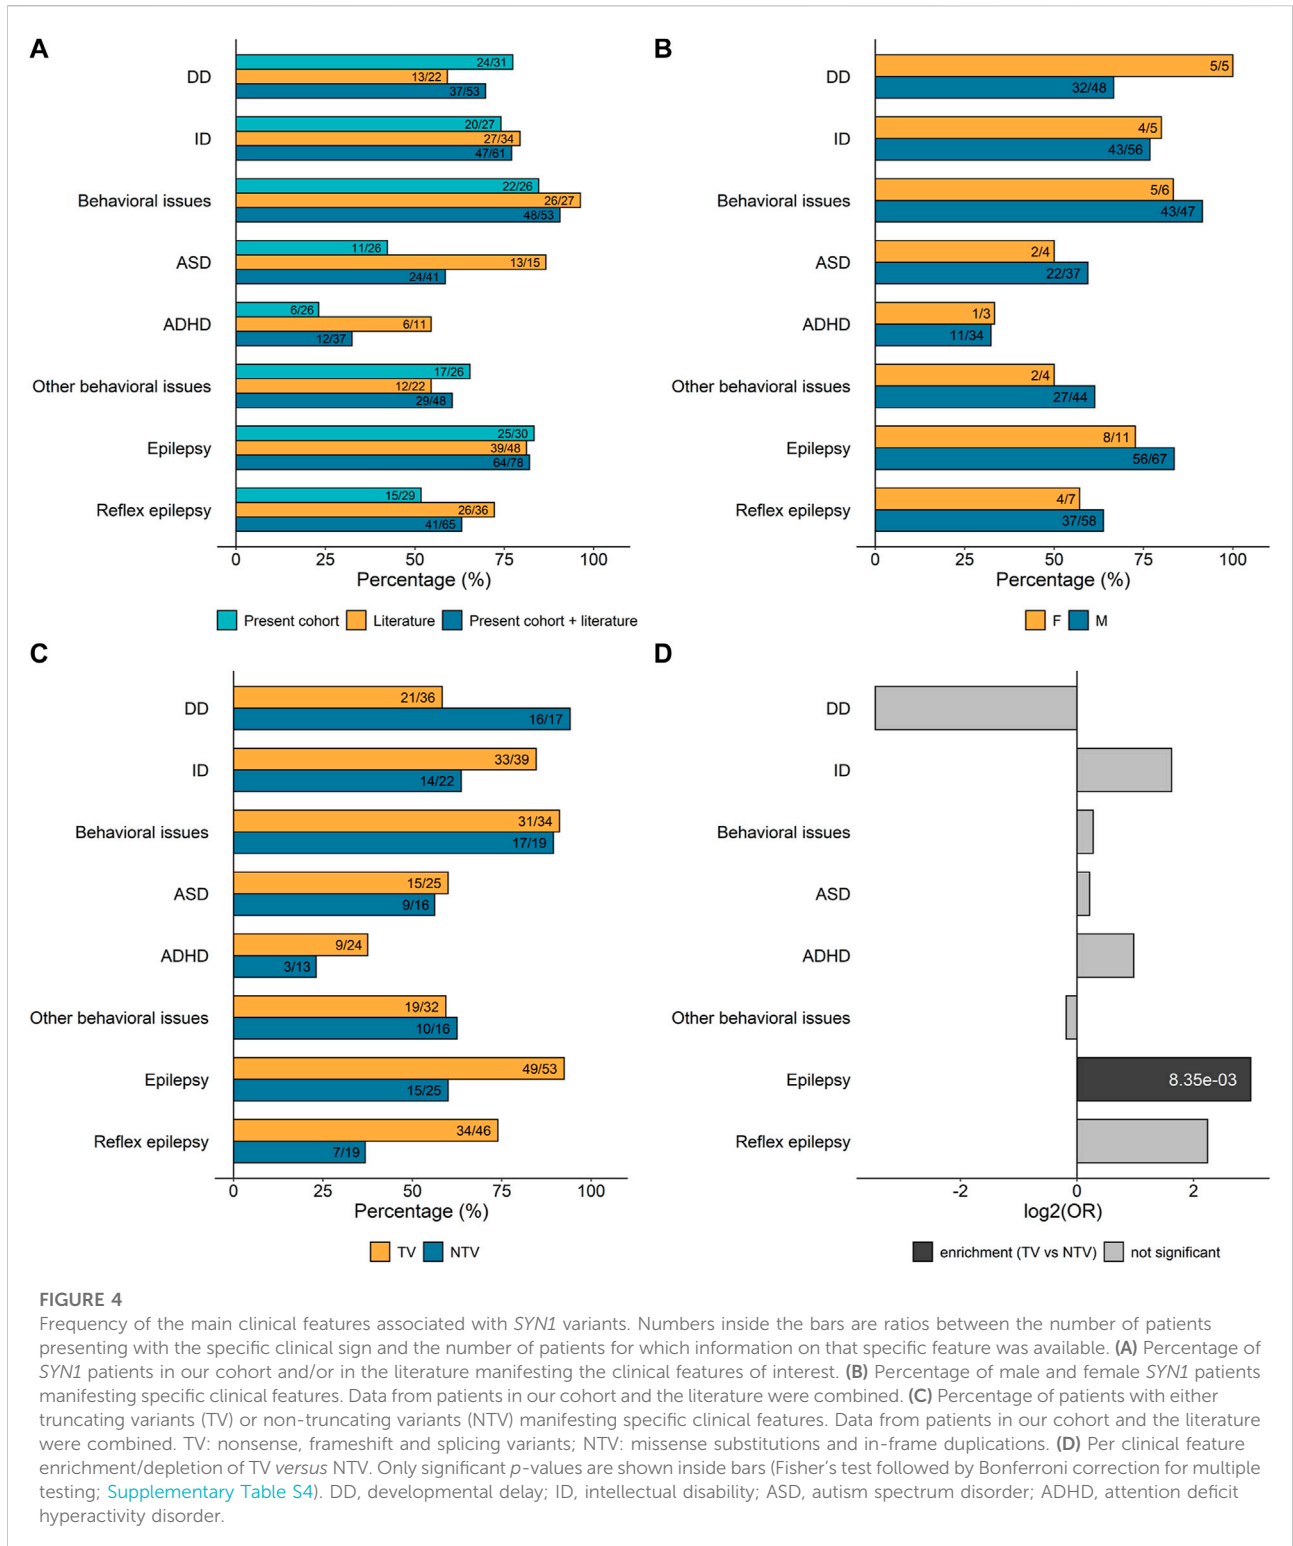 A
DD
24/31
13/22
37/53
ID
20/27
27/34
47/61
Behavioral issues
22/26
26/27
48/53
ASD
11/26
13/15
24/41
ADHD
6/26
6/11
12/37
Other behavioral issues
17/26
12/22
29/48
Epilepsy
25/30
39/48
64/78
Reflex epilepsy
15/29
26/36
41/65
0 25 50 75 100
Percentage (%)
Present cohort Literature Present cohort + literature
B
DD
5/5
32/48
ID
4/5
43/56
Behavioral issues
5/6
43/47
ASD
2/4
22/37
ADHD
1/3
11/34
Other behavioral issues
2/4
27/44
Epilepsy
8/11
56/67
Reflex epilepsy
4/7
37/58
0 25 50 75 100
Percentage (%)
F M
C
DD
21/36
16/17
ID
33/39
14/22
Behavioral issues
31/34
17/19
ASD
15/25
9/16
ADHD
9/24
3/13
Other behavioral issues
19/32
10/16
Epilepsy
49/53
15/25
Reflex epilepsy
34/46
7/19
0 25 50 75 100
Percentage (%)
TV NTV
D
DD
ID
Behavioral issues
ASD
ADHD
Other behavioral issues
Epilepsy
8.35e-03
Reflex epilepsy
-2 0 2
log2(OR)
enrichment (TV vs NTV) not significant
FIGURE 4
Frequency of the main clinical features associated with SYN1 variants. Numbers inside the bars are ratios between the number of patients
presenting with the specific clinical sign and the number of patients for which information on that specific feature was available. (A) Percentage of
SYN1 patients in our cohort and/or in the literature manifesting the clinical features of interest. (B) Percentage of male and female SYN1 patients
manifesting specific clinical features. Data from patients in our cohort and the literature were combined. (C) Percentage of patients with either
truncating variants (TV) or non-truncating variants (NTV) manifesting specific clinical features. Data from patients in our cohort and the literature
were combined. TV: nonsense, frameshift and splicing variants; NTV: missense substitutions and in-frame duplications. (D) Per clinical feature
enrichment/depletion of TV versus NTV. Only significant p-values are shown inside bars (Fisher's test followed by Bonferroni correction for multiple
testing; Supplementary Table S4). DD, developmental delay; ID, intellectual disability; ASD, autism spectrum disorder; ADHD, attention deficit
hyperactivity disorder.